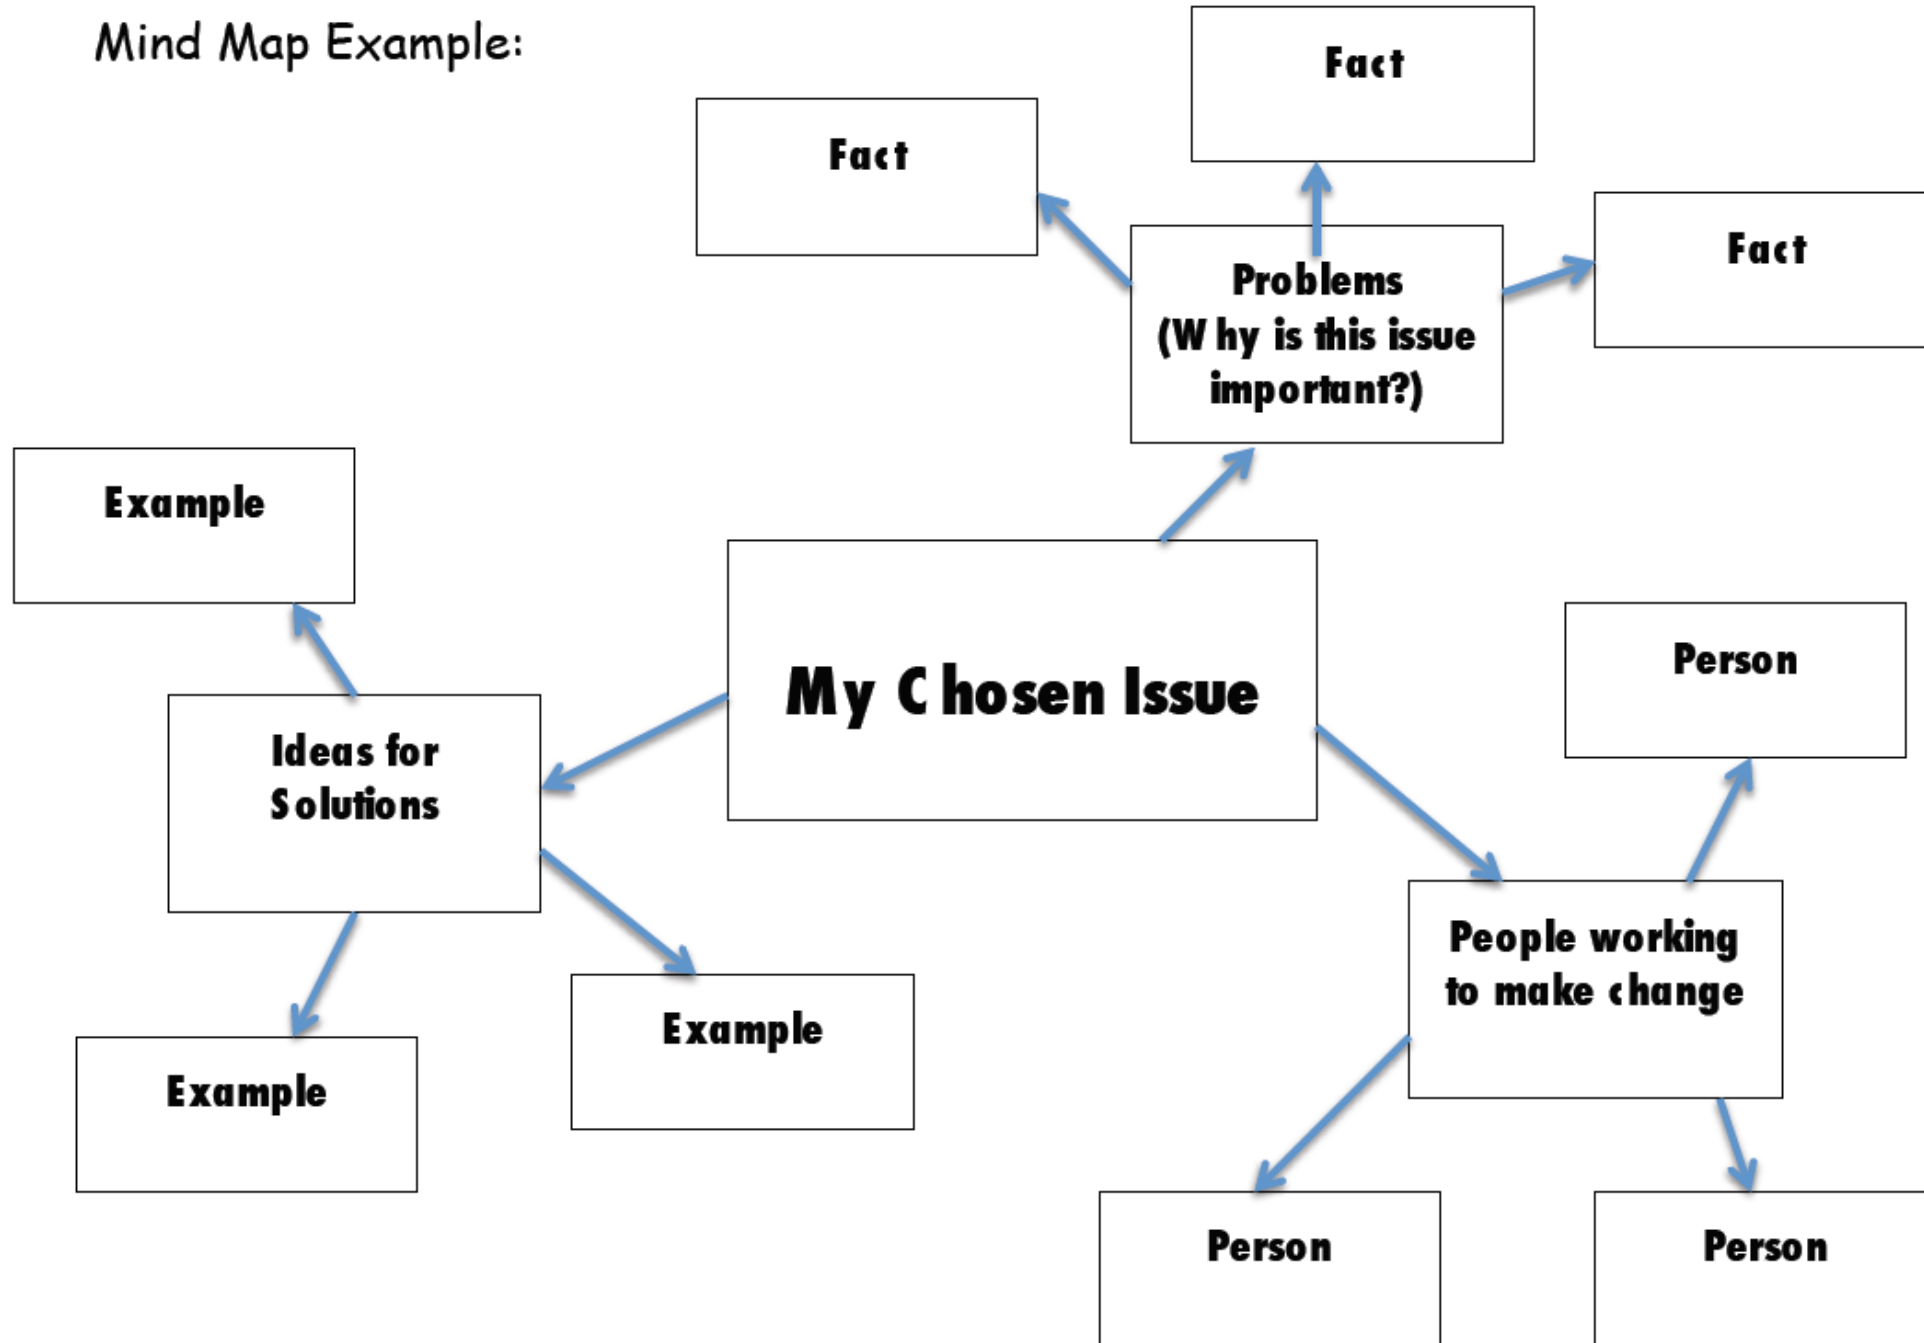 Mind Map Example:
Fact
Fact
Fact
Problems
(Why is this issue
important?)
Example
My Chosen Issue
Person
Ideas for
Solutions
People working
to make change
Example
Example
Person
Person